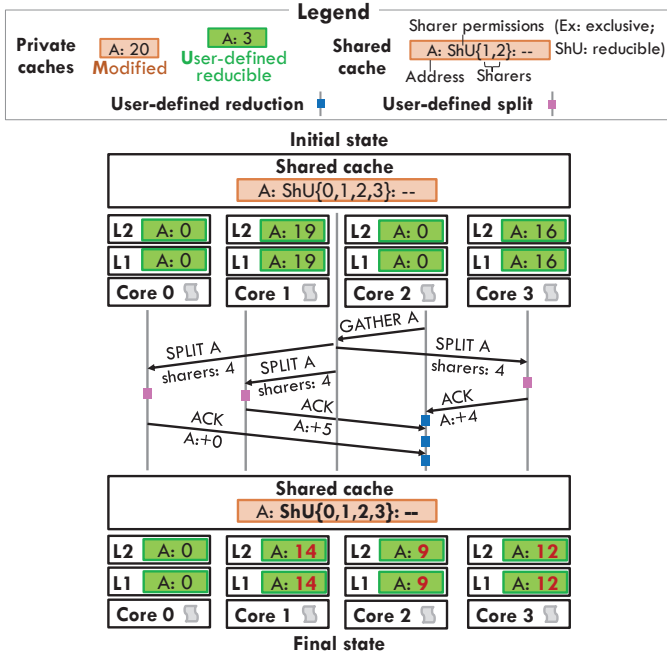 Legend
Private caches
A: 20
Modified
A: 3
User-defined reducible
Shared cache
Sharer permissions
(Ex: exclusive;
ShU: reducible)
A: ShU{1,2}: --
Address
Sharers
User-defined reduction
User-defined split
Initial state
Shared cache
A: ShU{0,1,2,3}: --
L2 A: 0 L2 A: 19 L2 A: 0 L2 A: 16
L1 A: 0 L1 A: 19 L1 A: 0 L1 A: 16
Core 0 Core 1 Core 2 Core 3
GATHER A
SPLIT A
sharers: 4
SPLIT A
sharers: 4
SPLIT A
sharers: 4
ACK
A:+4
ACK
A:+5
ACK
A:+0
Shared cache
A: ShU{0,1,2,3}: --
L2 A: 0 L2 A: 14 L2 A: 9 L2 A: 12
L1 A: 0 L1 A: 14 L1 A: 9 L1 A: 12
Core 0 Core 1 Core 2 Core 3
Final state